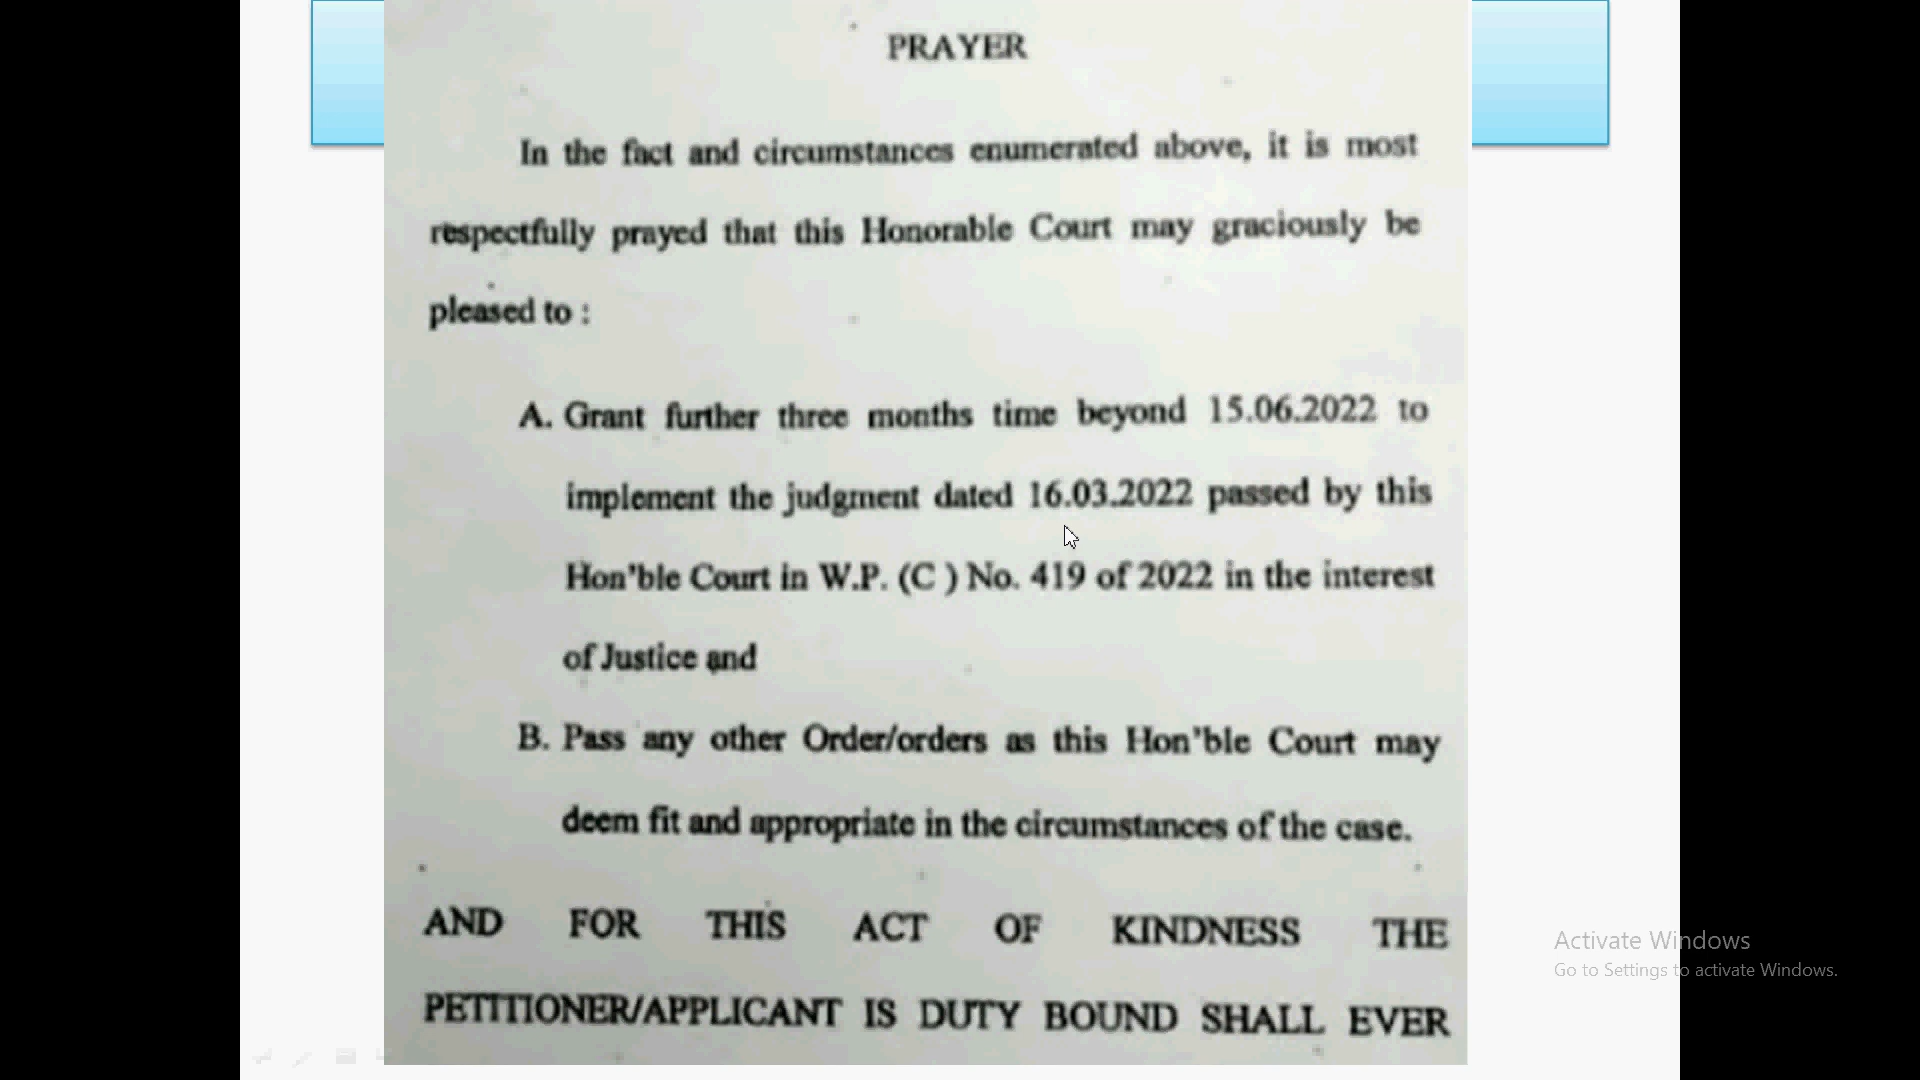 PRAYER
In the fact and circumstances enumerated above, it is most
respectfully prayed that this Honorable Court may graciously be
pleased to :
A. Grant further three months time beyond 15.06.2022 to
implement the judgment dated 16.03.2022 passed by this
Hon'ble Court in W.P. (C ) No. 419 of 2022 in the interest
of Justice and
B. Pass any other Order/orders as this Hon'ble Court may
deem fit and appropriate in the circumstances of the case.
AND FOR THIS ACT OF KINDNESS THE
PETITIONER/APPLICANT IS DUTY BOUND SHALL EVER
Activate Windows
Go to Settings to activate Windows.